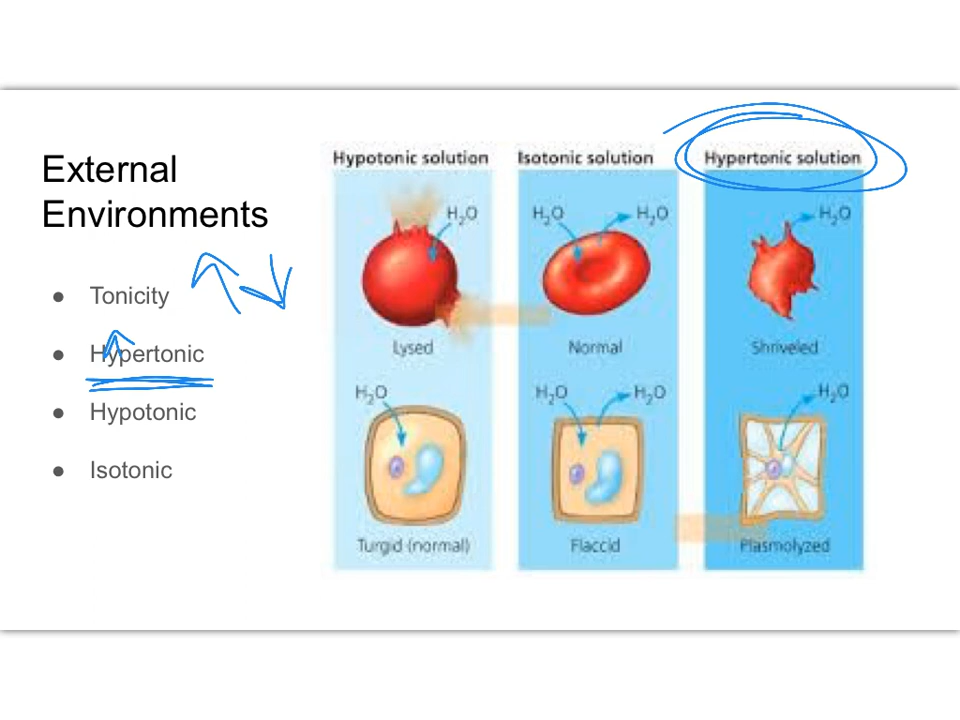 External
Environments
● Tonicity
● Hypertonic
● Hypotonic
● Isotonic
Hypotonic solution
Isotonic solution
Hypertonic solution
H₂O
H₂O
H₂O
H₂O
Lysed
Normal
Shriveled
H₂O
H₂O
H₂O
H₂O
Turgid (normal)
Flaccid
Plasmolyzed